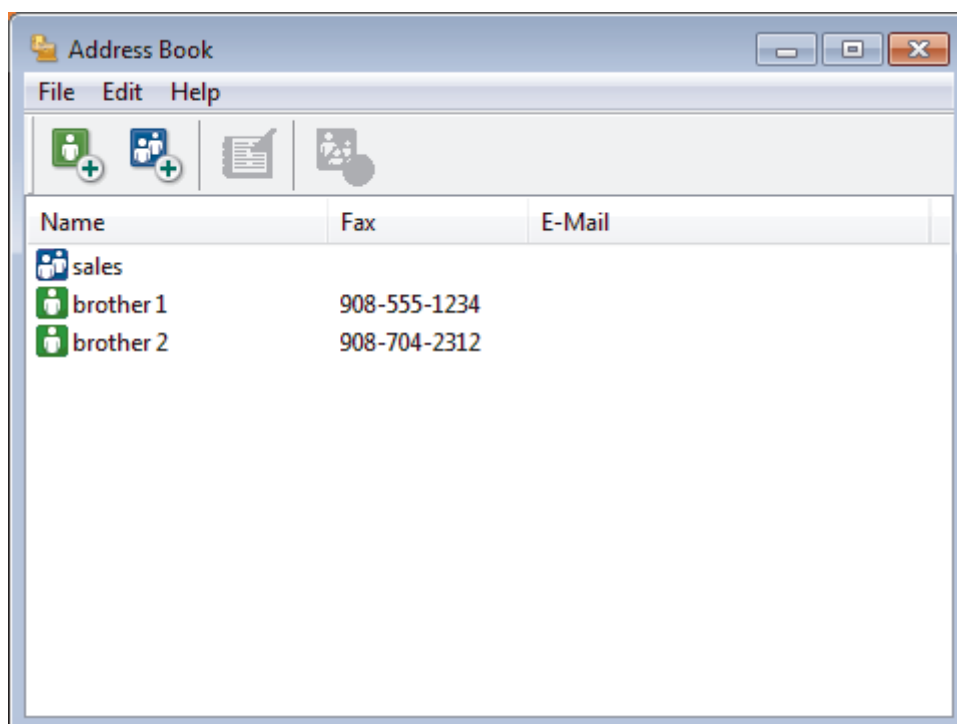 Address Book
File Edit Help
Name Fax E-Mail
sales
brother 1 908-555-1234
brother 2 908-704-2312